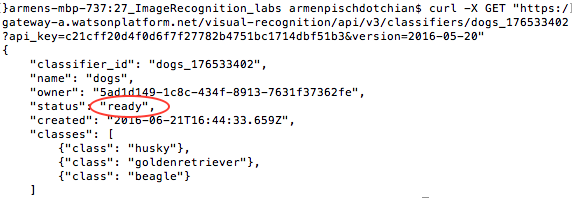 }armens-mbp-737:27_ImageRecognition_labs armenpischdotchian$ curl -X GET "https:/
gateway-a.watsonplatform.net/visual-recognition/api/v3/classifiers/dogs_176533402
?api_key=c21cff20d4f0d6f7f27782b4751bc1714dbf51b3&version=2016-05-20"
{
"classifier_id": "dogs_176533402",
"name": "dogs",
"owner": "5ad1d149-1c8c-434f-8913-7631f37362fe",
"status": "ready",
"created": "2016-06-21T16:44:33.659Z",
"classes": [
{"class": "husky"},
{"class": "goldenretriever"},
{"class": "beagle"}
]